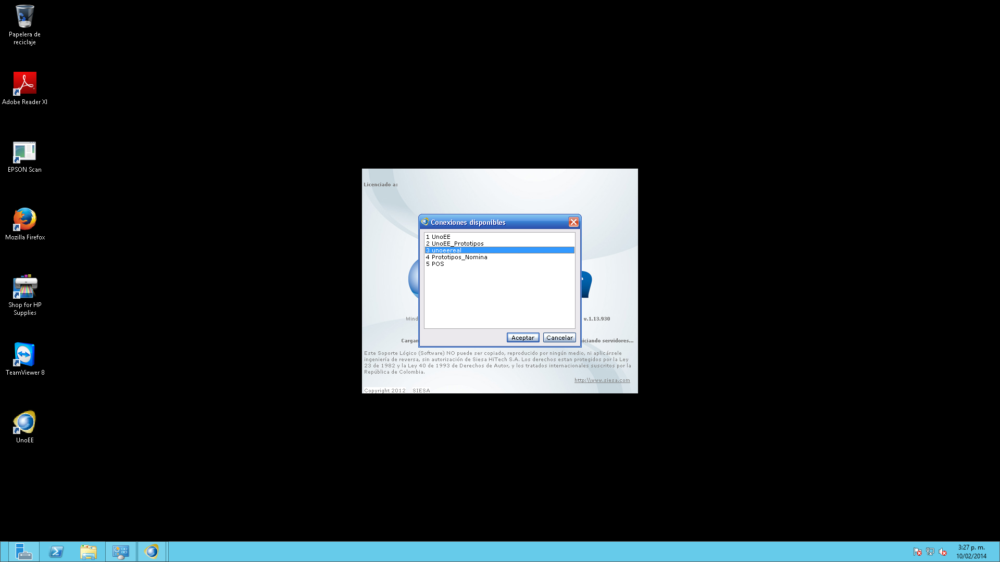 Papelera de
reciclaje
Adobe Reader XI
EPSON Scan
Mozilla Firefox
Shop for HP
Supplies
TeamViewer 8
UnoEE
Licenciado a:
Conexiones disponibles
1 UnoEE
2 UnoEE_Prototipos
3 unoeereal
4 Prototipos_Nomina
5 POS
Wind
v.1.13.930
Aceptar
Cancelar
Cargan
iciando servidores...
Este Soporte Lógico (Software) NO puede ser copiado, reproducido por ningún medio, ni aplicársele
ingeniería de reversa, sin autorización de Siesa HiTech S.A. Los derechos estan protegidos por la Ley
23 de 1982 y la Ley 40 de 1993 de Derechos de Autor, y los tratados internacionales suscritos por la
República de Colombia.
http:\\www.siesa.com
Copyright 2012 SIESA
3:27 p. m.
10/02/2014